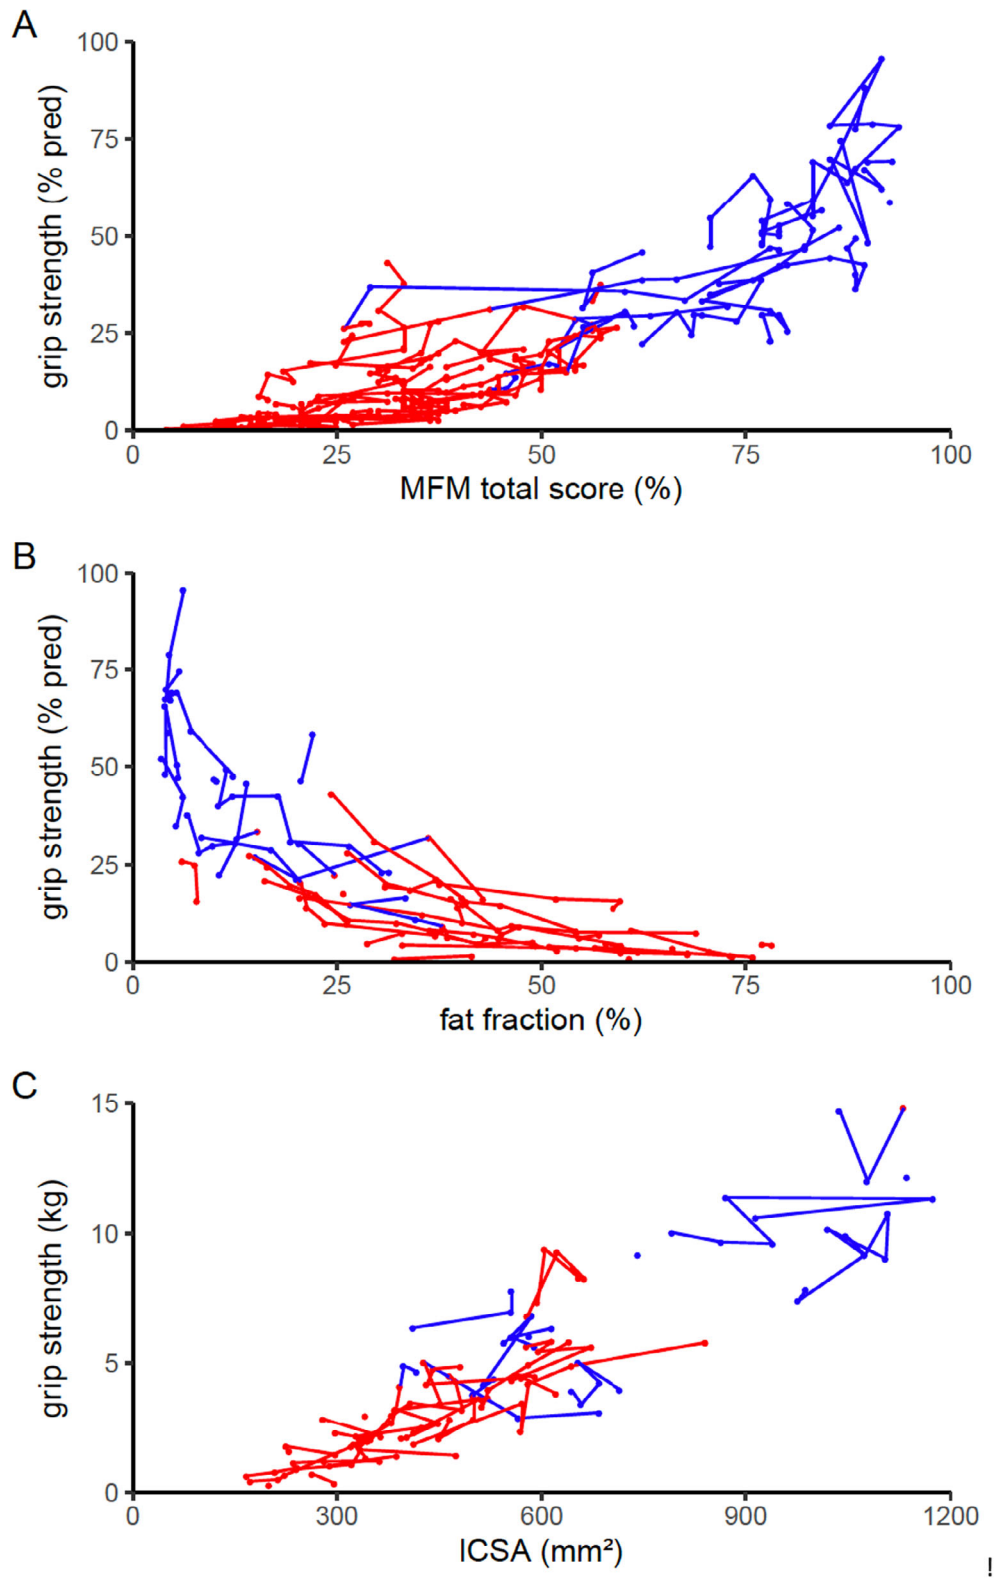 A
100
75
50
25
0
grip strength (% pred)
0 25 50 75 100
MFM total score (%)
B
100
75
50
25
0
grip strength (% pred)
0 25 50 75 100
fat fraction (%)
C
15
10
5
0
grip strength (kg)
0 300 600 900 1200
lCSA (mm²)
!